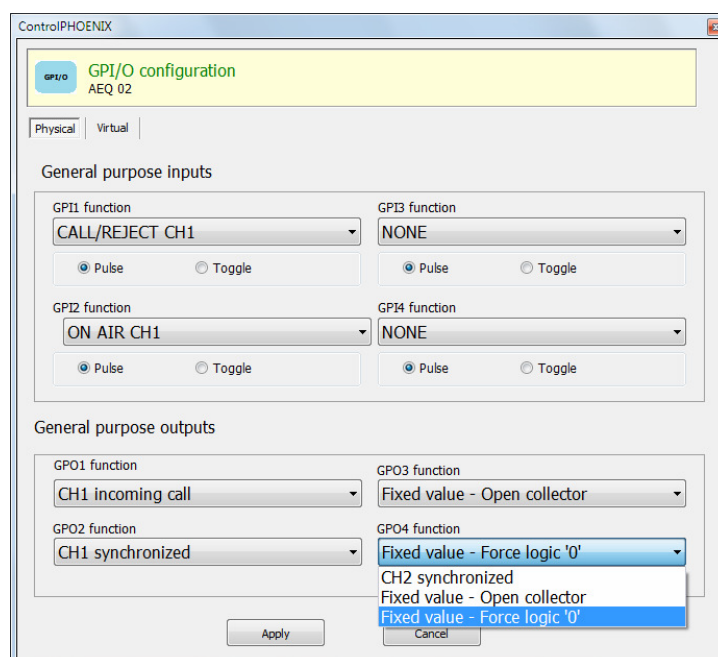 ControlPHOENIX
GPI/O
GPI/O configuration
AEQ 02
Physical
Virtual
General purpose inputs
GPI1 function
CALL/REJECT CH1
Pulse
Toggle
GPI3 function
NONE
Pulse
Toggle
GPI2 function
ON AIR CH1
Pulse
Toggle
GPI4 function
NONE
Pulse
Toggle
General purpose outputs
GPO1 function
CH1 incoming call
GPO3 function
Fixed value - Open collector
GPO2 function
CH1 synchronized
GPO4 function
Fixed value - Force logic '0'
CH2 synchronized
Fixed value - Open collector
Fixed value - Force logic '0'
Apply
Cancel